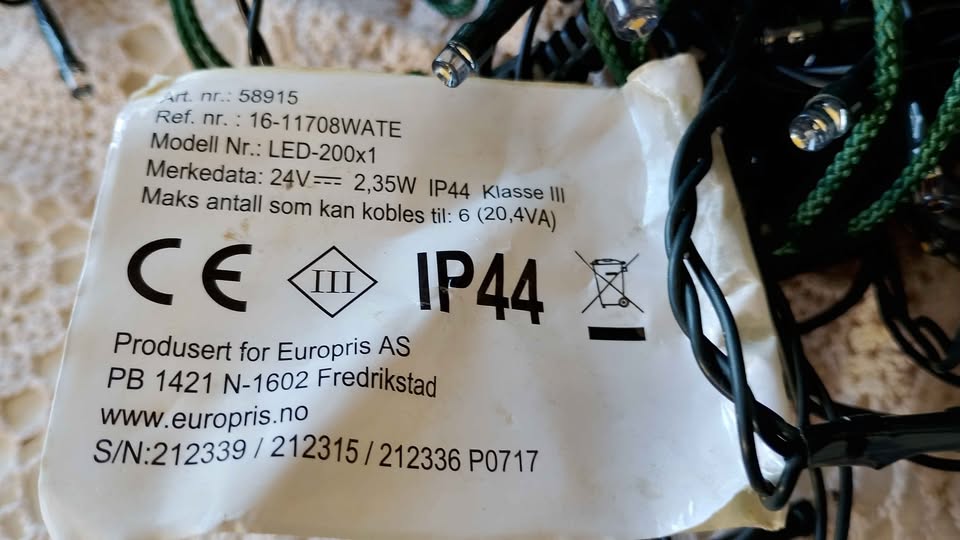 Art. nr.: 58915
Ref. nr. : 16-11708WATE
Modell Nr.: LED-200x1
Merkedata: 24V⎓ 2,35W IP44 Klasse III
Maks antall som kan kobles til: 6 (20,4VA)
CE III IP44
Produsert for Europris AS
PB 1421 N-1602 Fredrikstad
www.europris.no
S/N:212339 / 212315 / 212336 P0717